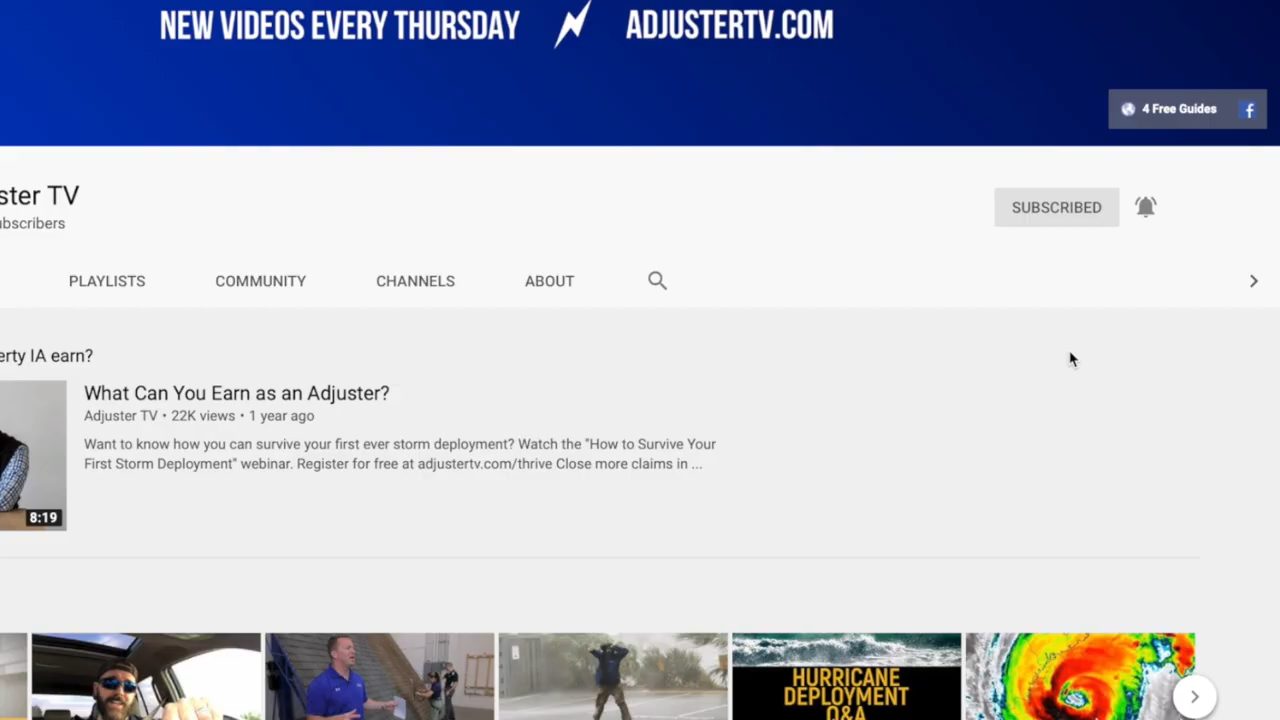 NEW VIDEOS EVERY THURSDAY ADJUSTERTV.COM
4 Free Guides
ster TV
SUBSCRIBED
ubscribers
PLAYLISTS COMMUNITY CHANNELS ABOUT
erty IA earn?
What Can You Earn as an Adjuster?
Adjuster TV • 22K views • 1 year ago
Want to know how you can survive your first ever storm deployment? Watch the "How to Survive Your
First Storm Deployment" webinar. Register for free at adjustertv.com/thrive Close more claims in ...
8:19
HURRICANE
DEPLOYMENT
Q&A